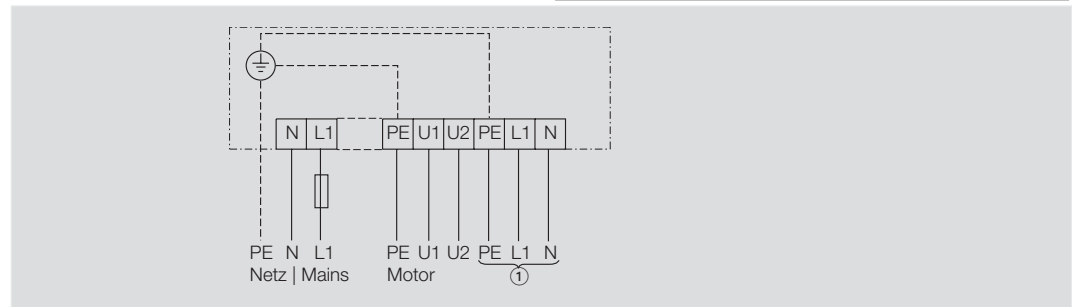 N L1 PE U1 U2 PE L1 N
PE N L1 PE U1 U2 PE L1 N
Netz | Mains Motor 1